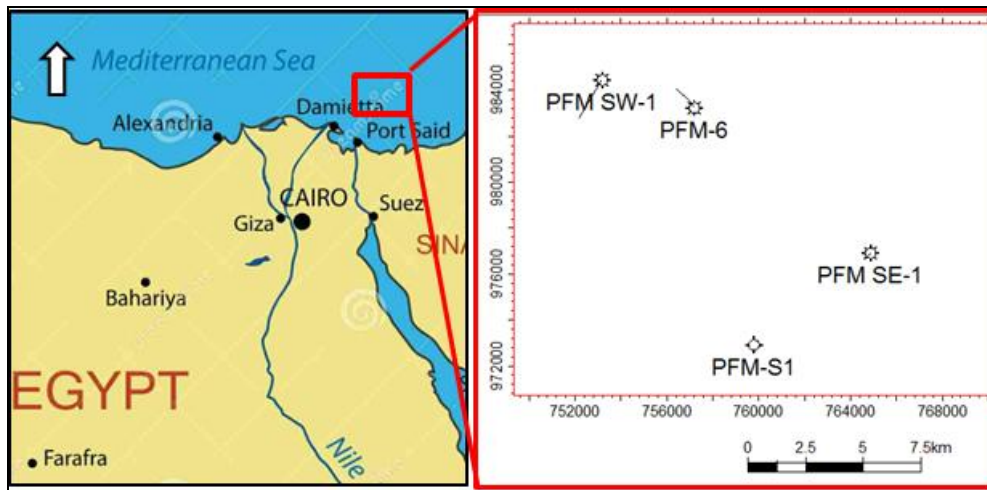 Mediterranean Sea
Damietta
Alexandria
Port Said
CAIRO
Giza
Suez
SINA
Bahariya
EGYPT
Nile
Farafra
984000
980000
976000
972000
PFM SW-1
PFM-6
PFM SE-1
PFM-S1
752000 756000 760000 764000 768000
0 2.5 5 7.5km